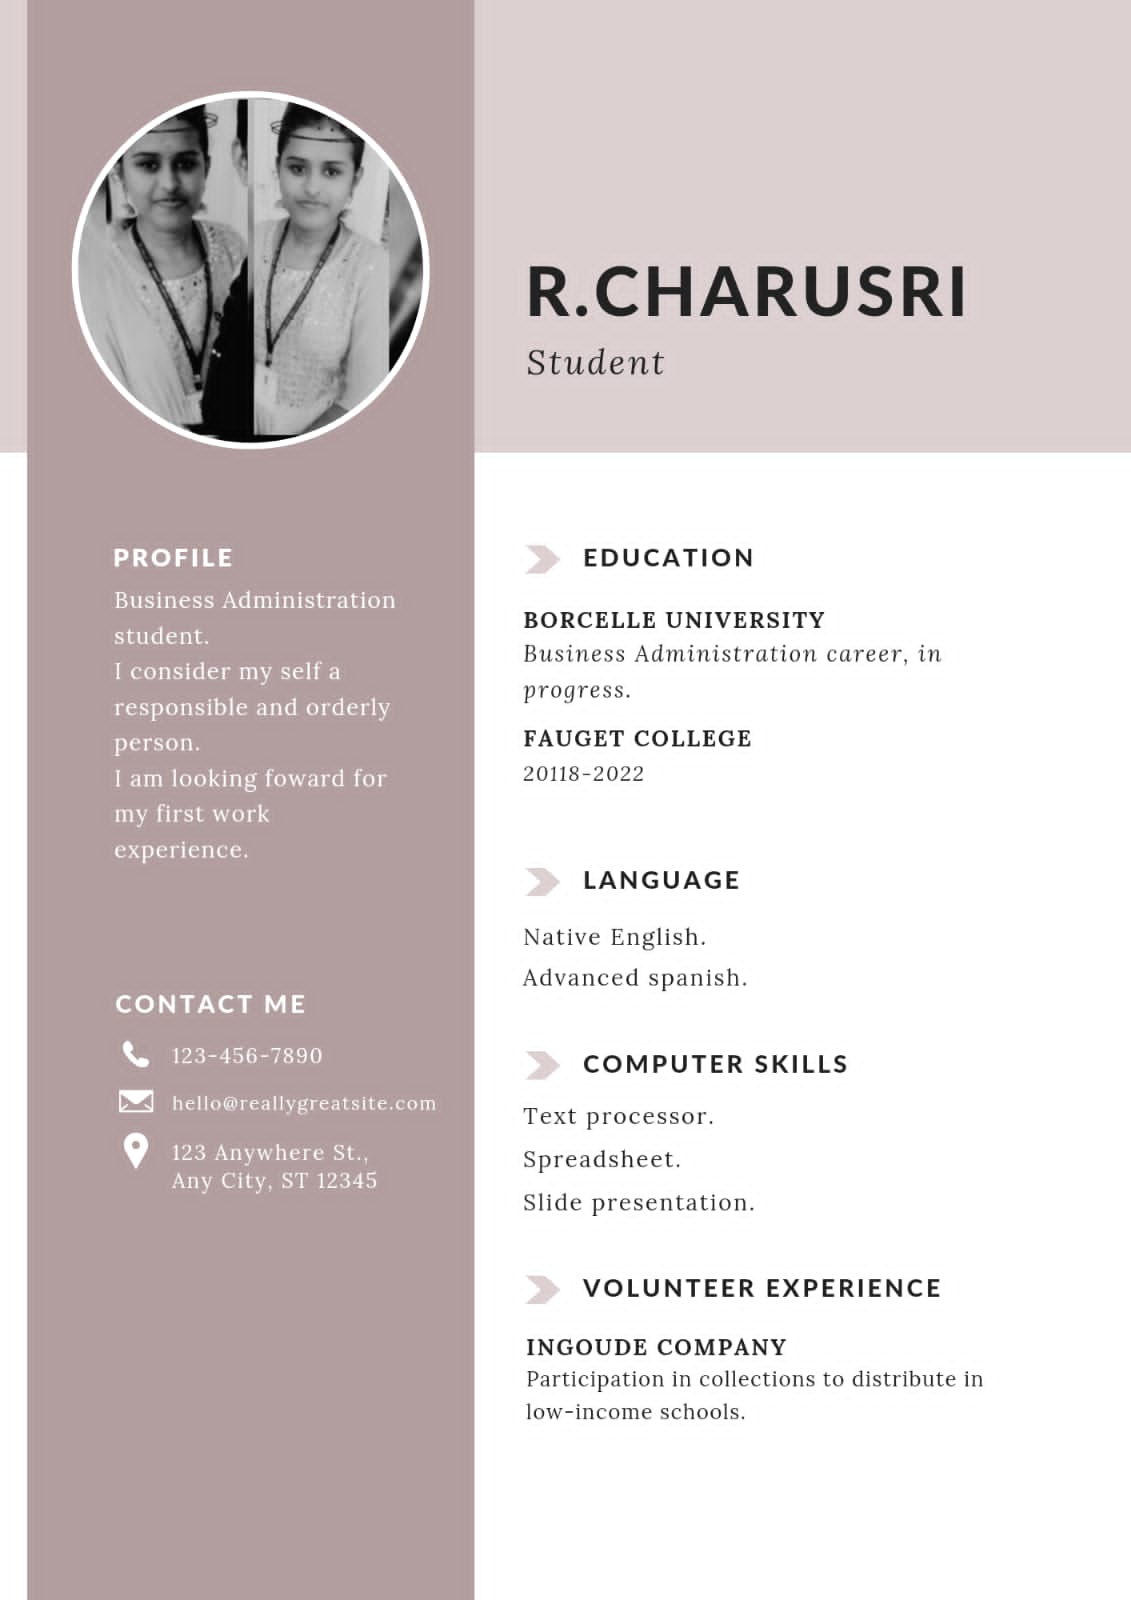 R.CHARUSRI
Student
PROFILE
Business Administration
student.
I consider my self a
responsible and orderly
person.
I am looking foward for
my first work
experience.
CONTACT ME
123-456-7890
hello@reallygreatsite.com
123 Anywhere St.,
Any City, ST 12345
EDUCATION
BORCELLE UNIVERSITY
Business Administration career, in
progress.
FAUGET COLLEGE
20118-2022
LANGUAGE
Native English.
Advanced spanish.
COMPUTER SKILLS
Text processor.
Spreadsheet.
Slide presentation.
VOLUNTEER EXPERIENCE
INGOUDE COMPANY
Participation in collections to distribute in
low-income schools.